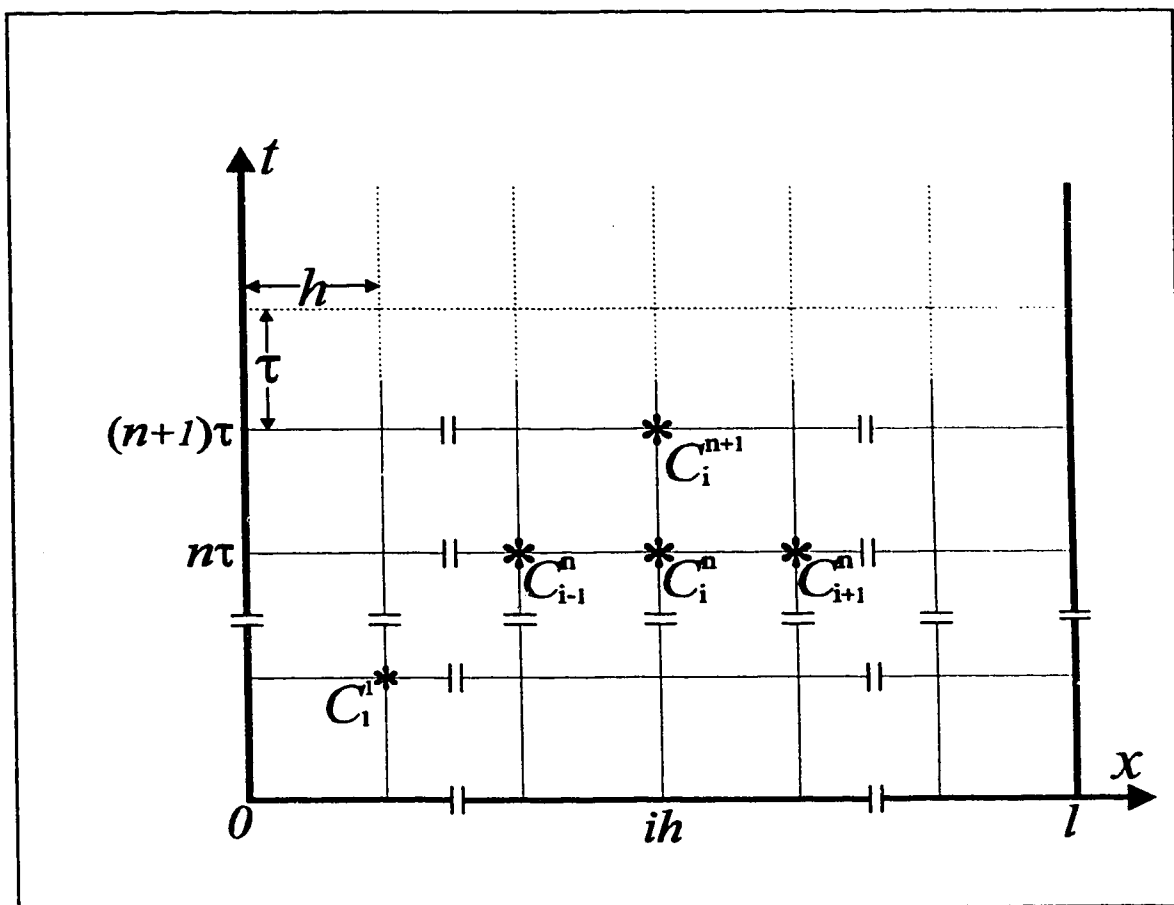 t
h
τ
(n+1)τ
C_i^{n+1}
nτ
C_{i-1}^n C_i^n C_{i+1}^n
C_1^1
x
0 ih l